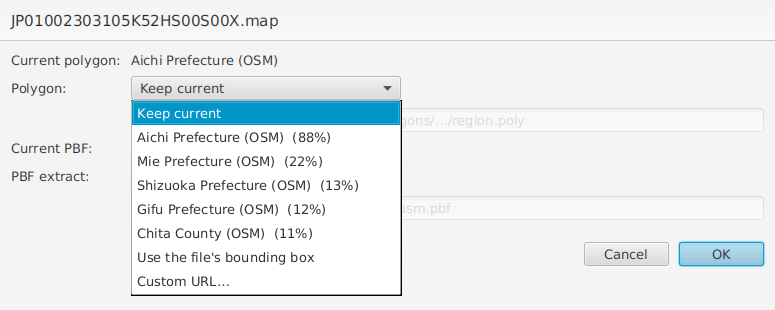 JP01002303105K52HS00S00X.map
Current polygon: Aichi Prefecture (OSM)
Polygon: Keep current
Keep current
ons/.../region.poly
Aichi Prefecture (OSM) (88%)
Current PBF:
Mie Prefecture (OSM) (22%)
PBF extract:
Shizuoka Prefecture (OSM) (13%)
Gifu Prefecture (OSM) (12%)
osm.pbf
Chita County (OSM) (11%)
Use the file's bounding box
Custom URL...
Cancel
OK